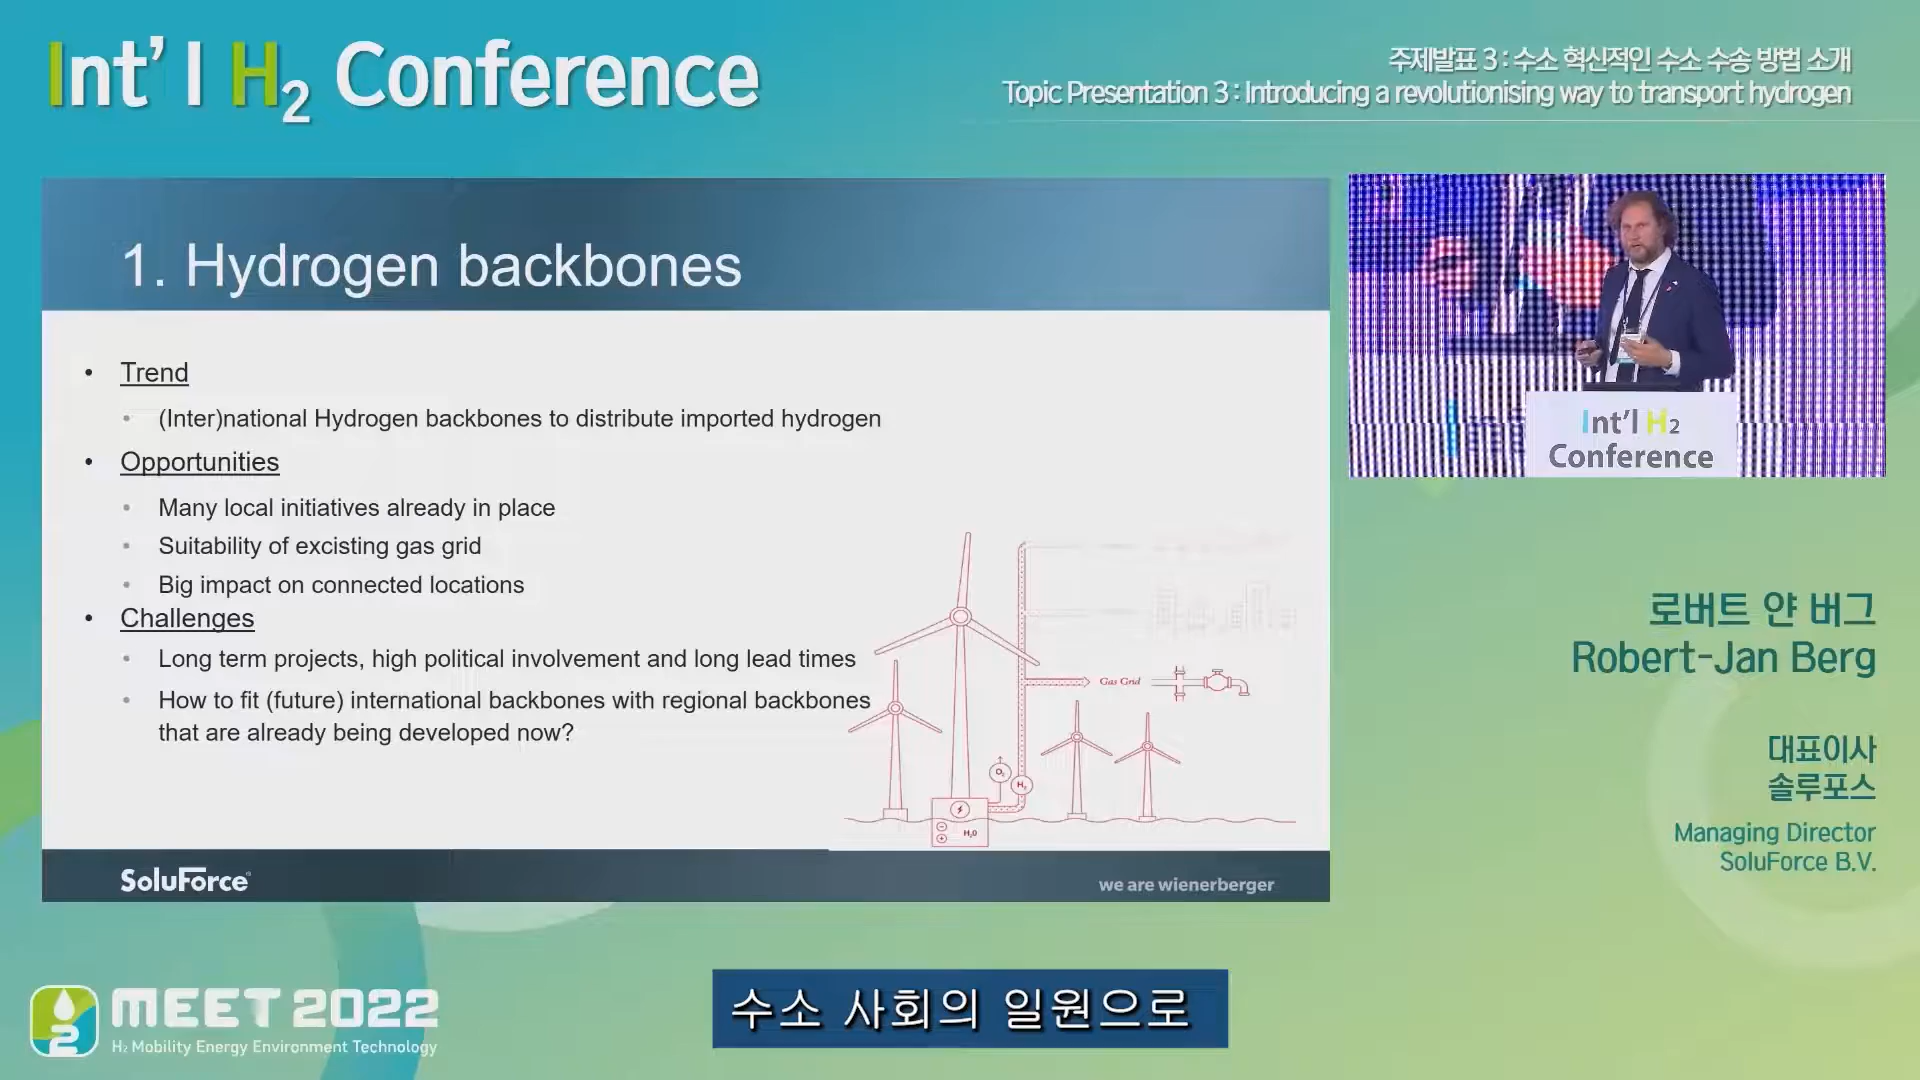 Int'l H2 Conference
주제발표 3 : 수소 혁신적인 수소 수송 방법 소개
Topic Presentation 3 : Introducing a revolutionising way to transport hydrogen
1. Hydrogen backbones
• Trend
• (Inter)national Hydrogen backbones to distribute imported hydrogen
• Opportunities
• Many local initiatives already in place
• Suitability of excisting gas grid
• Big impact on connected locations
• Challenges
• Long term projects, high political involvement and long lead times
• How to fit (future) international backbones with regional backbones
that are already being developed now?
Gas Grid
O2
H2
H2O
SoluForce
we are wienerberger
Int'l H2
Conference
로버트 얀 버그
Robert-Jan Berg
대표이사
솔루포스
Managing Director
SoluForce B.V.
2
MEET 2022
H2 Mobility Energy Environment Technology
수소 사회의 일원으로